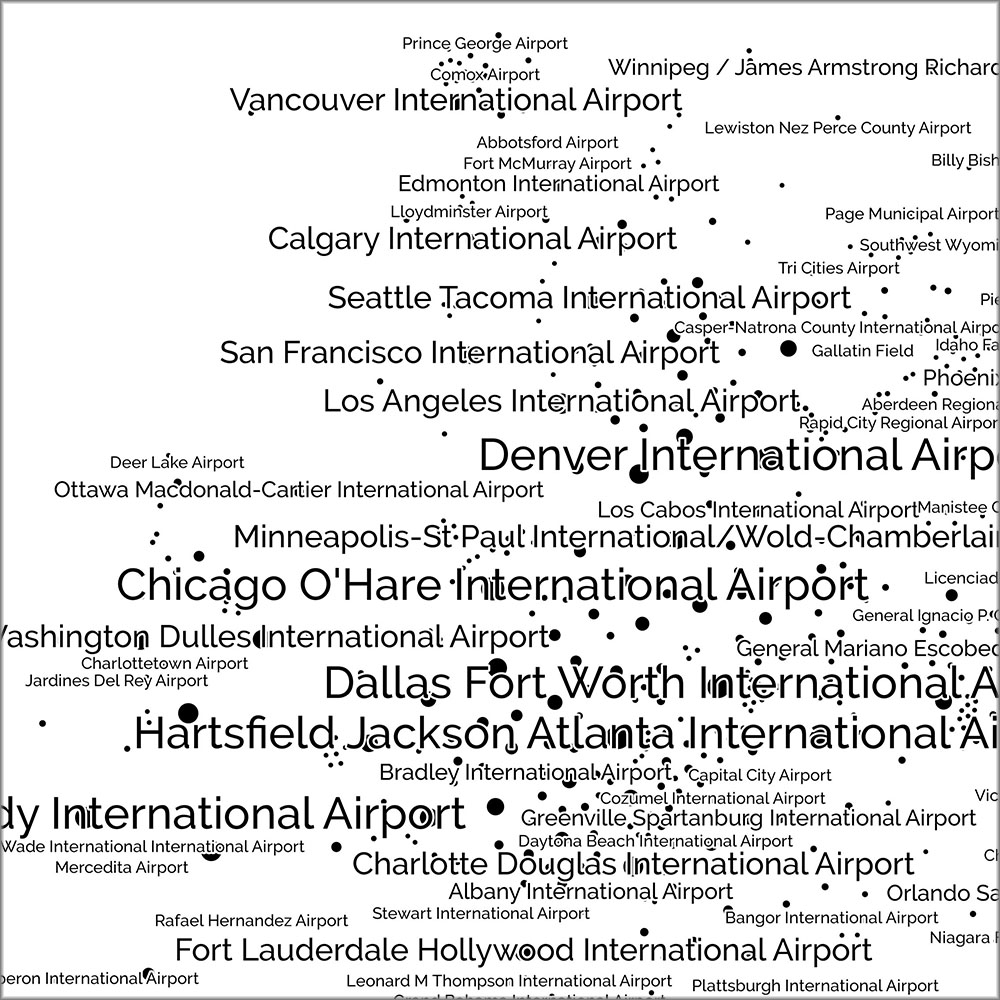 Prince George Airport
Winnipeg / James Armstrong Richard
Comox Airport
Vancouver International Airport
Lewiston Nez Perce County Airport
Abbotsford Airport
Billy Bish
Fort McMurray Airport
Edmonton International Airport
Lloydminster Airport
Page Municipal Airport
Calgary International Airport
Southwest Wyomi
Tri Cities Airport
Seattle Tacoma International Airport
Pie
Casper-Natrona County International Airpo
San Francisco International Airport
Gallatin Field
Idaho Fa
Phoenix
Los Angeles International Airport
Aberdeen Regiona
Rapid City Regional Airpor
Denver International Airpo
Deer Lake Airport
Ottawa Macdonald-Cartier International Airport
Los Cabos International Airport
Manistee C
Minneapolis-St Paul International/Wold-Chamberlai
Chicago O'Hare International Airport
Licenciad
General Ignacio P.
Washington Dulles International Airport
General Mariano Escobed
Charlottetown Airport
Jardines Del Rey Airport
Dallas Fort Worth International A
Hartsfield Jackson Atlanta International Ai
Bradley International Airport
Capital City Airport
Cozumel International Airport
Vic
dy International Airport
Greenville Spartanburg International Airport
Daytona Beach International Airport
Wade International International Airport
Ch
Charlotte Douglas International Airport
Mercedita Airport
Albany International Airport
Orlando Sa
Stewart International Airport
Rafael Hernandez Airport
Bangor International Airport
Niagara F
Fort Lauderdale Hollywood International Airport
beron International Airport
Leonard M Thompson International Airport
Plattsburgh International Airport
Grand Bahama International Airport